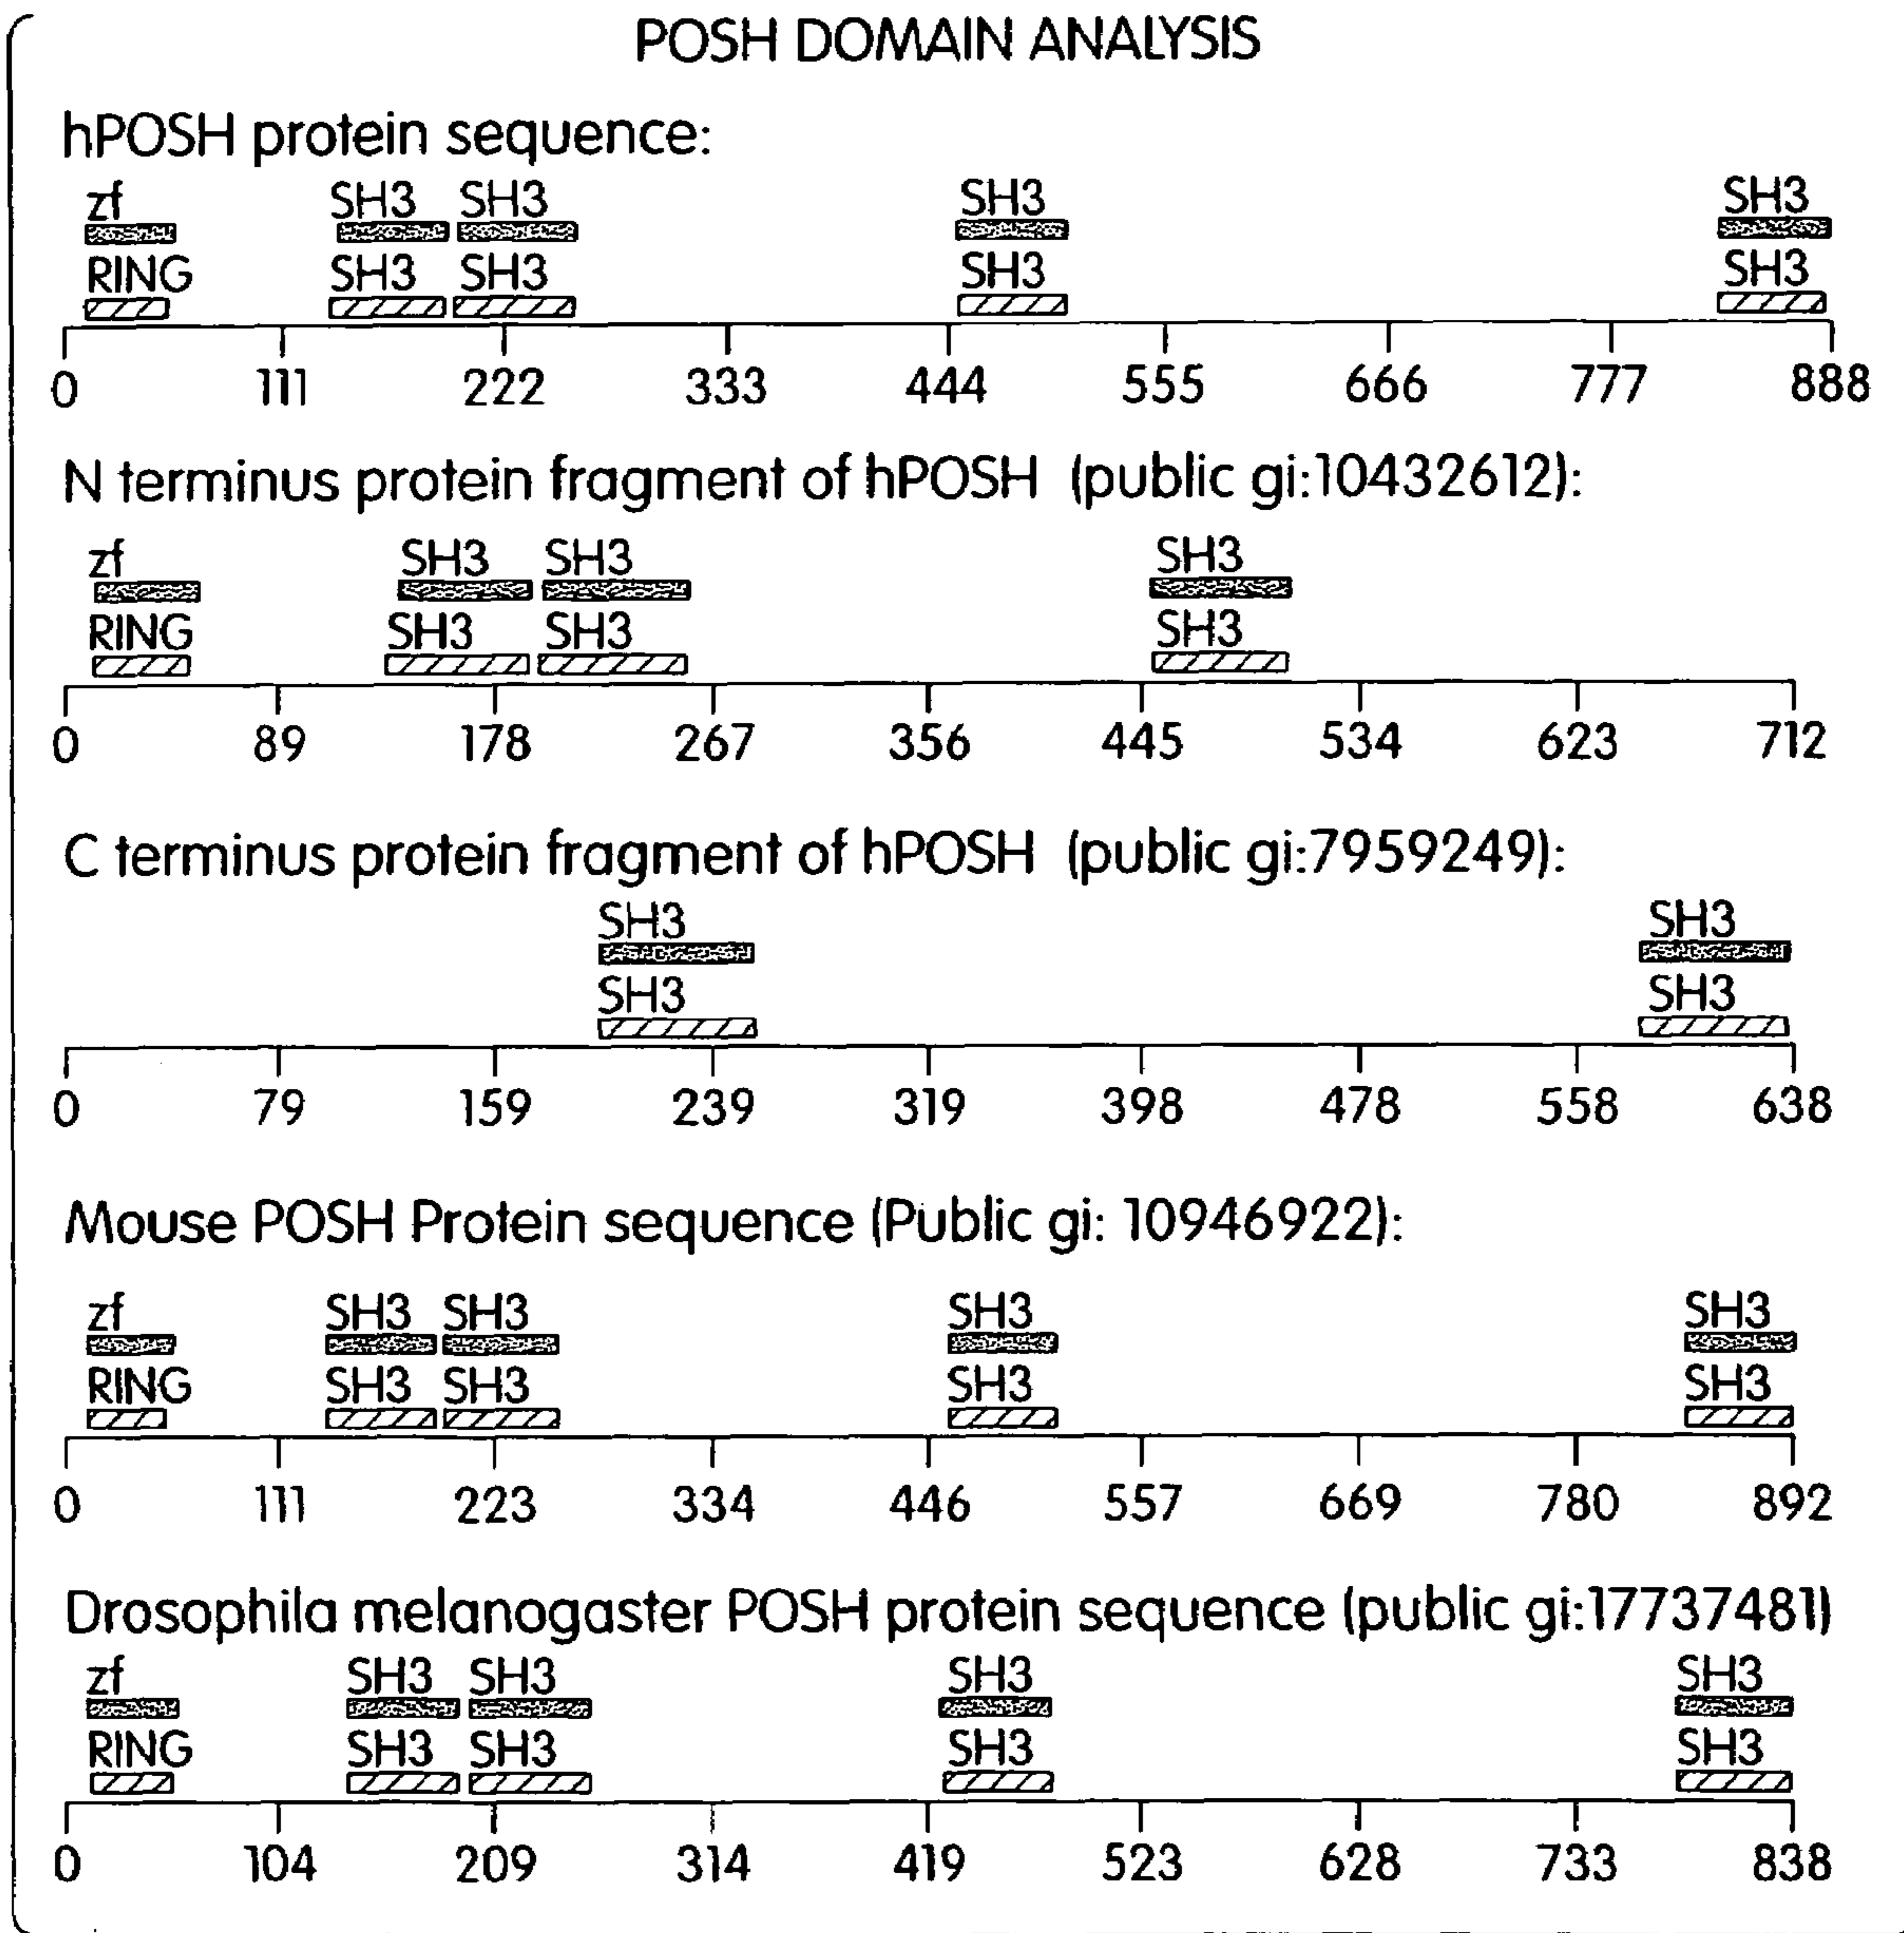 POSH DOMAIN ANALYSIS
hPOSH protein sequence:
zf SH3 SH3 SH3 SH3
RING SH3 SH3 SH3 SH3
0 111 222 333 444 555 666 777 888
N terminus protein fragment of hPOSH (public gi:10432612):
zf SH3 SH3 SH3
RING SH3 SH3 SH3
0 89 178 267 356 445 534 623 712
C terminus protein fragment of hPOSH (public gi:7959249):
SH3 SH3
SH3 SH3
0 79 159 239 319 398 478 558 638
Mouse POSH Protein sequence (Public gi: 10946922):
zf SH3 SH3 SH3 SH3
RING SH3 SH3 SH3 SH3
0 111 223 334 446 557 669 780 892
Drosophila melanogaster POSH protein sequence (public gi:17737481)
zf SH3 SH3 SH3 SH3
RING SH3 SH3 SH3 SH3
0 104 209 314 419 523 628 733 838